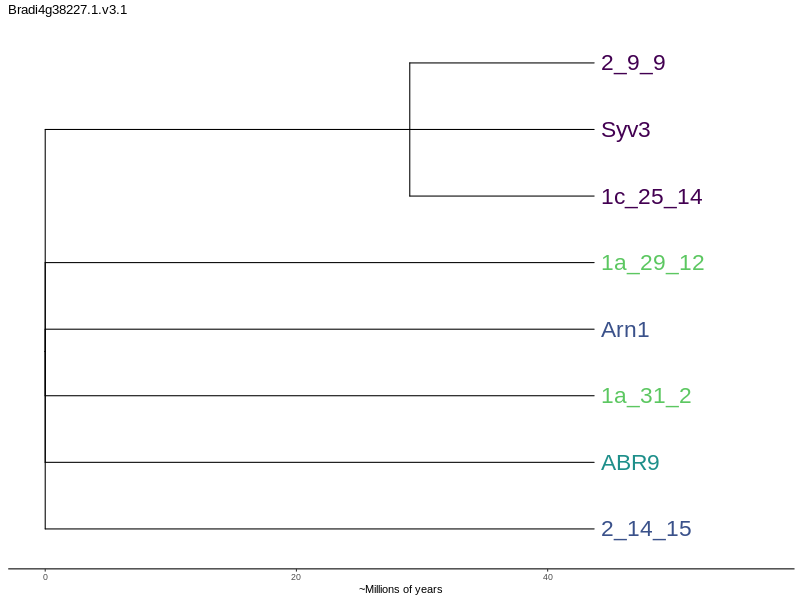 Bradi4g38227.1.v3.1
2_9_9
Syv3
1c_25_14
1a_29_12
Arn1
1a_31_2
ABR9
2_14_15
0 20 40
~Millions of years